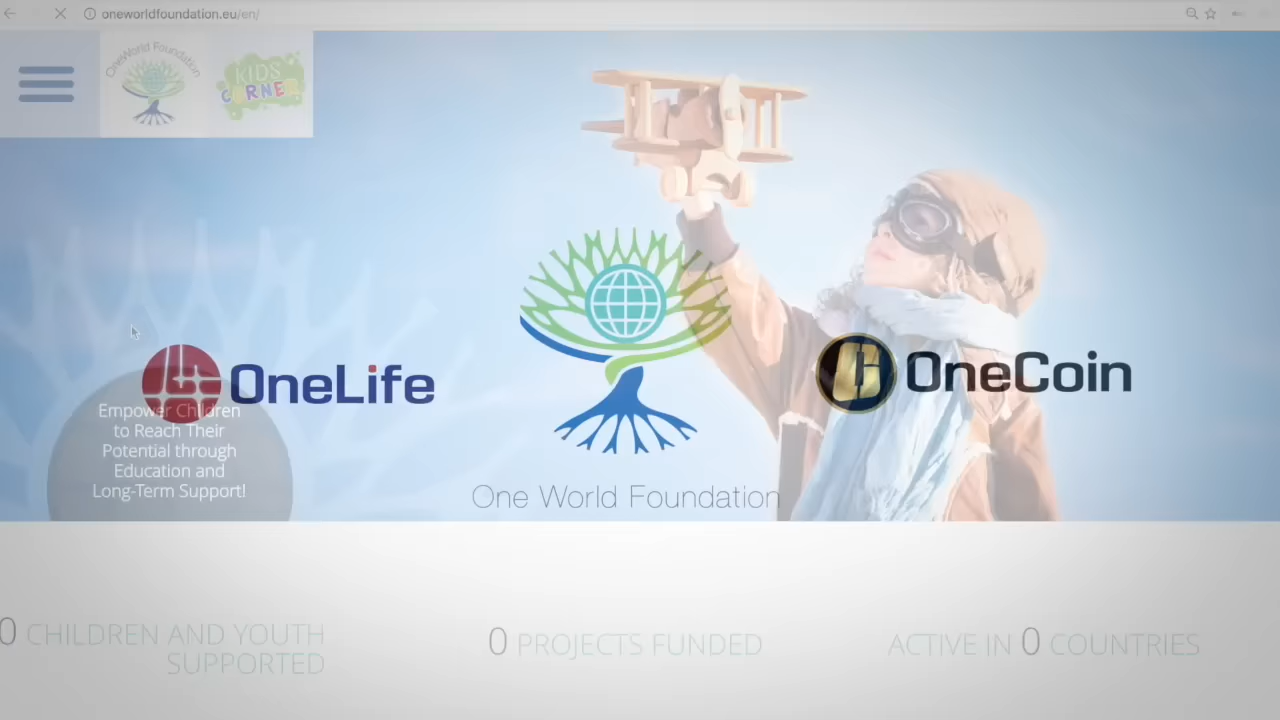 oneworldfoundation.eu/en/
OneWorld Foundation
KIDS
CORNER
OneLife
OneCoin
Empower Children
to Reach Their
Potential through
Education and
Long-Term Support!
One World Foundation
0 CHILDREN AND YOUTH
SUPPORTED
0 PROJECTS FUNDED
ACTIVE IN 0 COUNTRIES